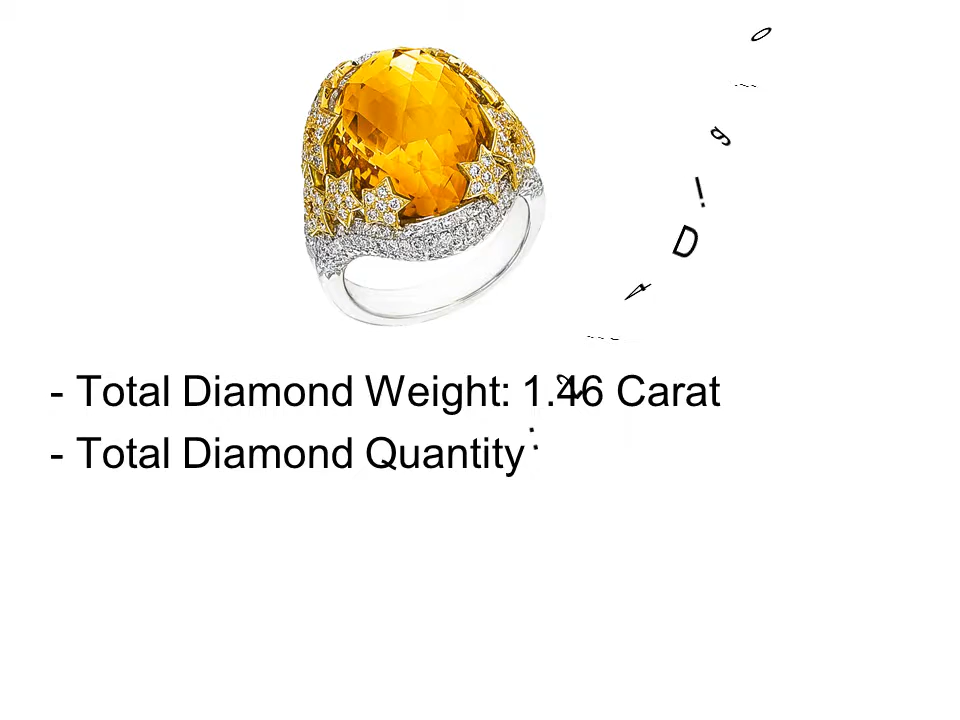 - Total Diamond Weight: 1.46 Carat
- Total Diamond Quantity :